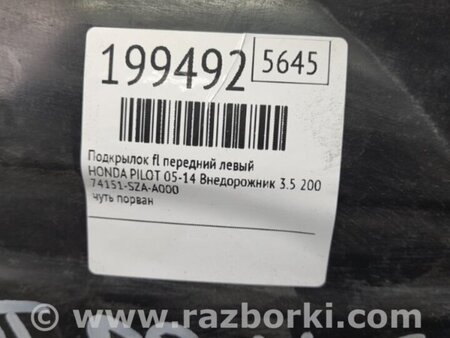 199492 5645
Подкрылок fl передний левый
HONDA PILOT 05-14 Внедорожник 3.5 200
74151-SZA-A000
чуть порван
www.razborki.com